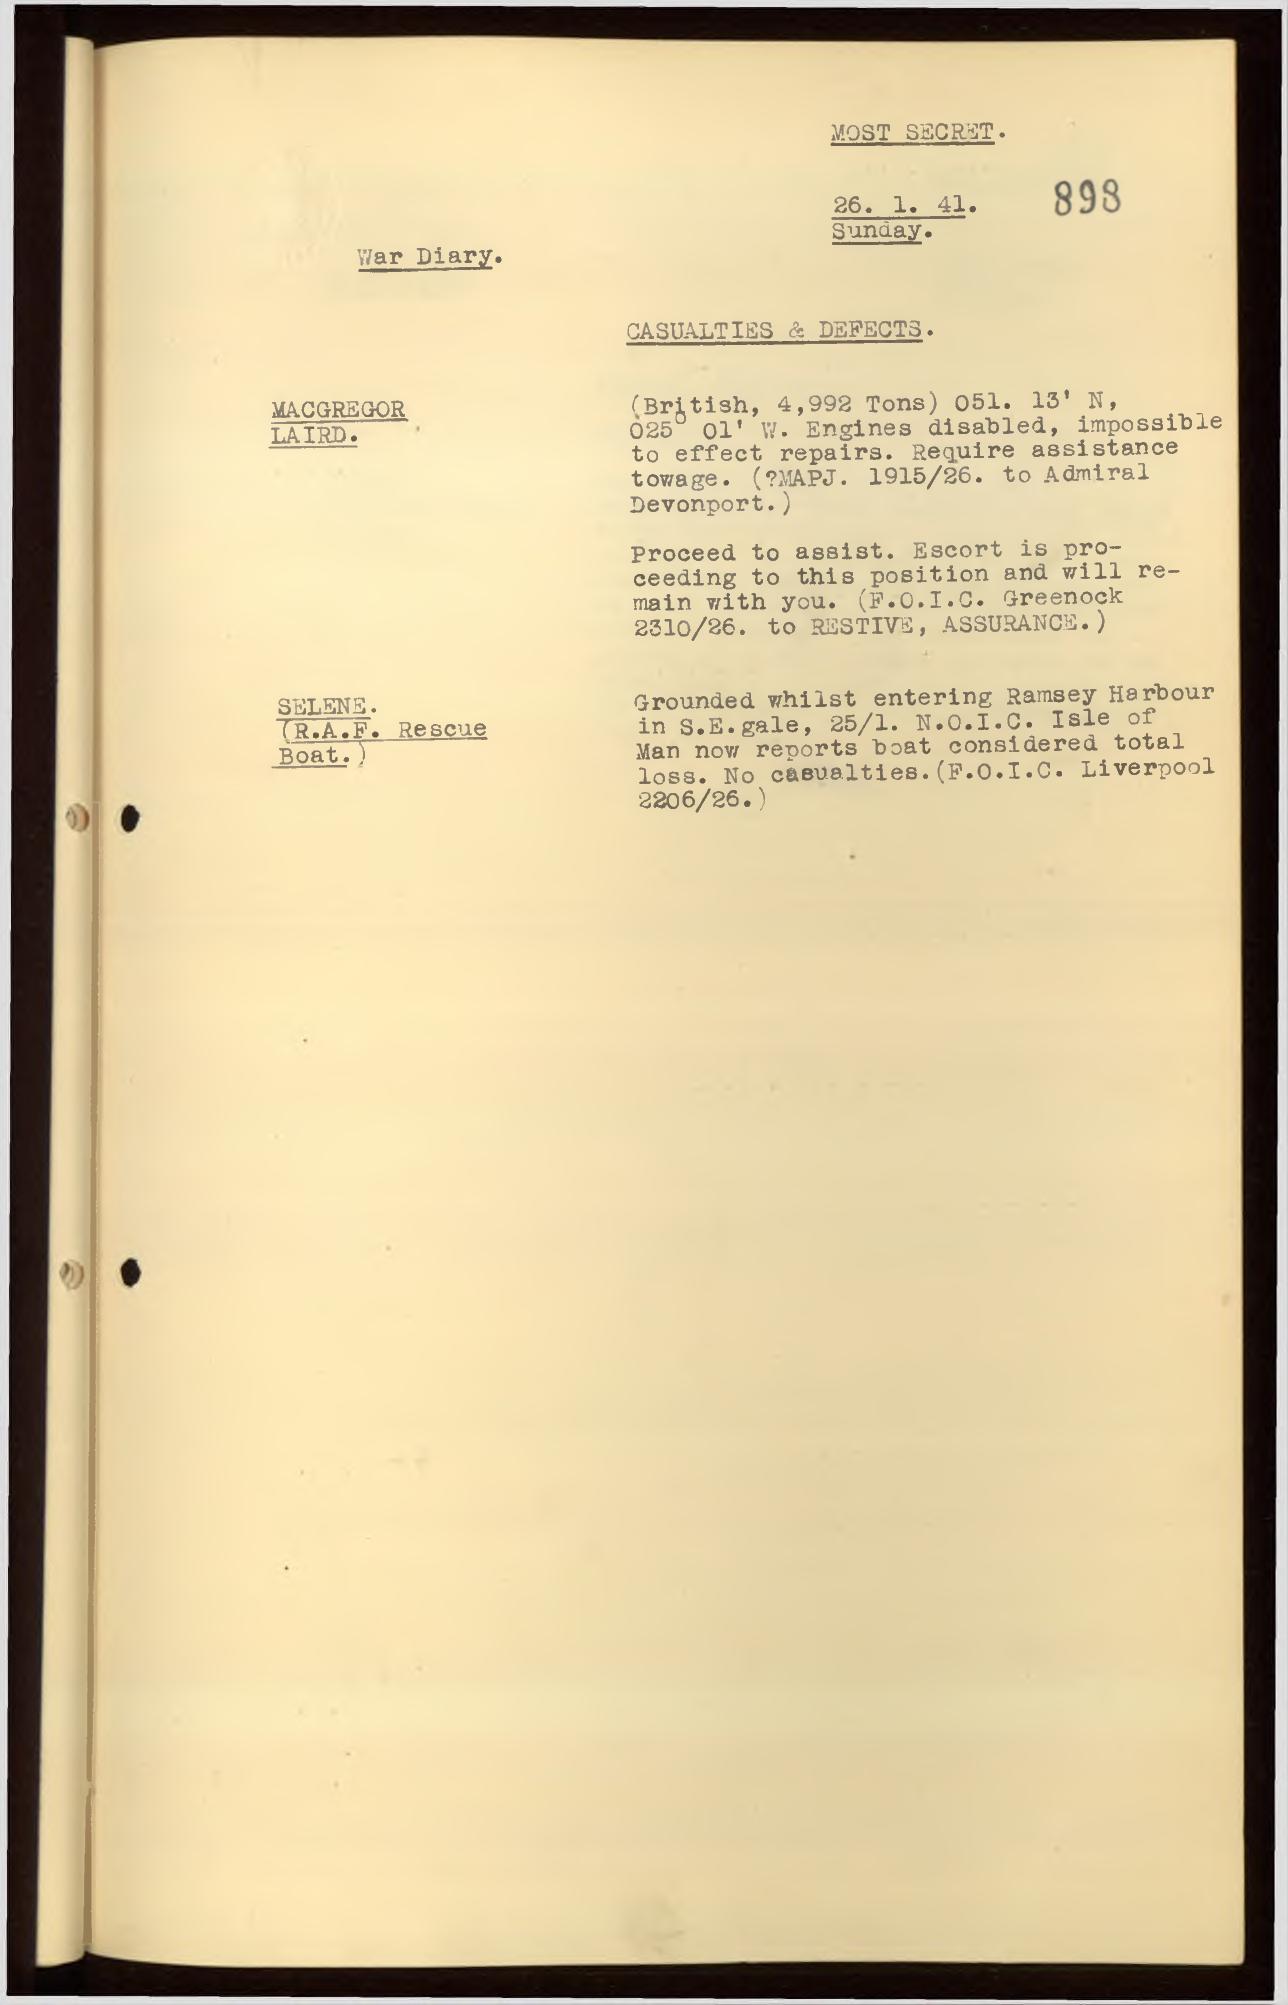 MOST SECRET.
26. 1. 41. 898
Sunday.
War Diary.
CASUALTIES & DEFECTS.
MACGREGOR
LAIRD.
(British, 4,992 Tons) 051. 13' N,
025° 01' W. Engines disabled, impossible
to effect repairs. Require assistance
towage. (?MAPJ. 1915/26. to Admiral
Devonport.)
Proceed to assist. Escort is pro-
ceeding to this position and will re-
main with you. (F.O.I.C. Greenock
2310/26. to RESTIVE, ASSURANCE.)
SELENE.
(R.A.F. Rescue
Boat.)
Grounded whilst entering Ramsey Harbour
in S.E.gale, 25/1. N.O.I.C. Isle of
Man now reports boat considered total
loss. No casualties.(F.O.I.C. Liverpool
2206/26.)